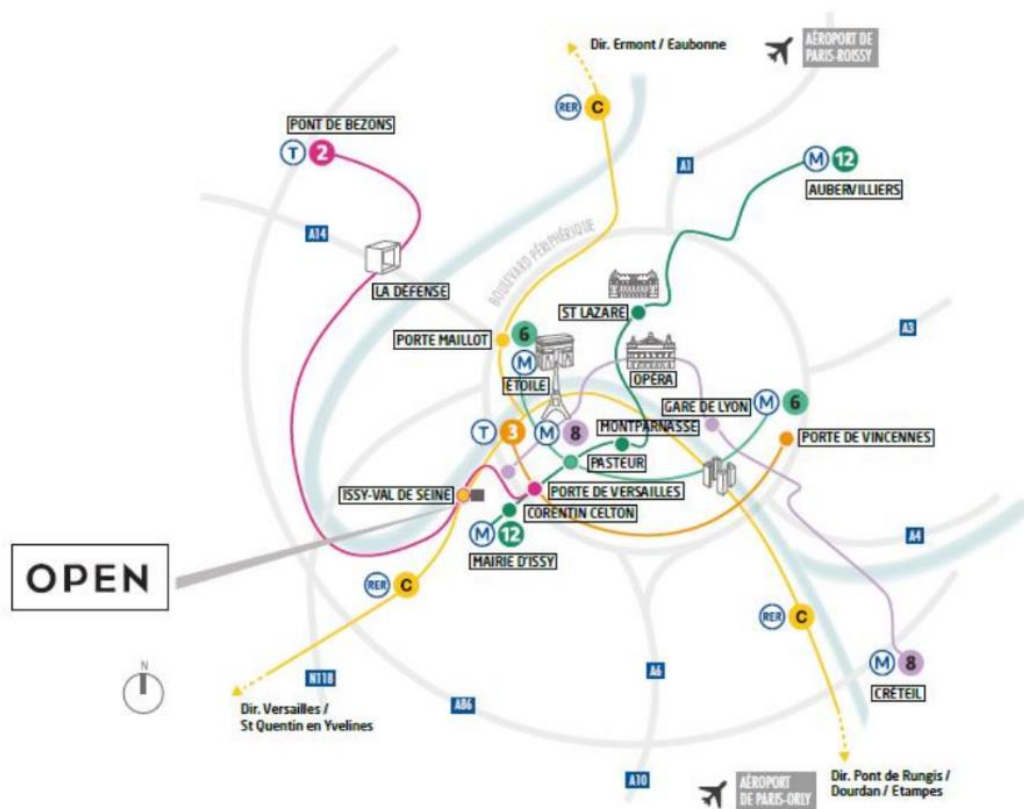 Dir. Ermont / Eaubonne
AÉROPORT DE
PARIS-ROISSY
RER C
PONT DE BEZONS
T 2
A1
M 12
AUBERVILLIERS
A14
BOULEVARD PÉRIPHÉRIQUE
LA DÉFENSE
ST LAZARE
A3
PORTE MAILLOT
6
M
ÉTOILE
OPÉRA
GARE DE LYON
M 6
T 3
M 8
MONTPARNASSE
PORTE DE VINCENNES
PASTEUR
ISSY-VAL DE SEINE
PORTE DE VERSAILLES
CORENTIN CELTON
M 12
MAIRIE D'ISSY
A4
OPEN
RER C
RER C
N
N118
A6
M 8
CRÉTEIL
Dir. Versailles /
St Quentin en Yvelines
A86
A10
AÉROPORT
DE PARIS-ORLY
Dir. Pont de Rungis /
Dourdan / Etampes